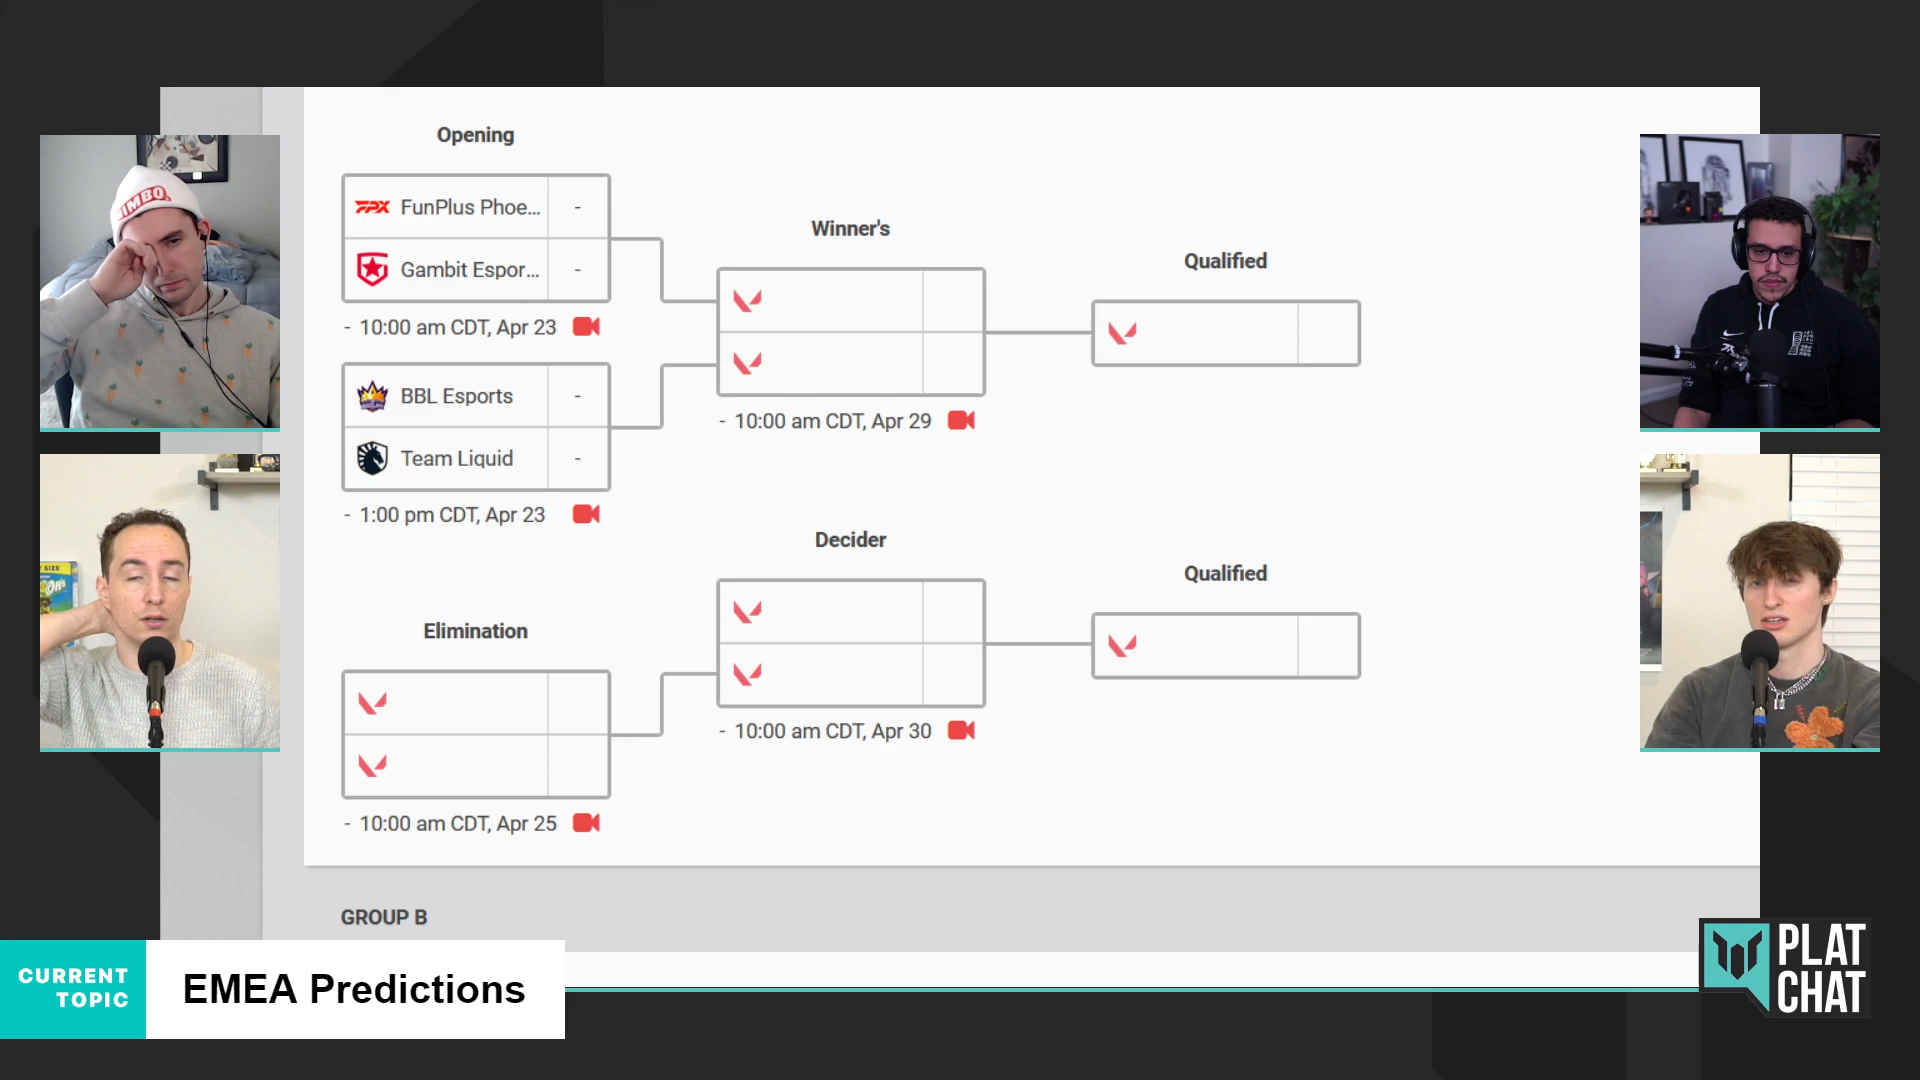 Opening
FPX FunPlus Phoe... -
Gambit Espor... -
- 10:00 am CDT, Apr 23
BBL Esports -
Team Liquid -
- 1:00 pm CDT, Apr 23
Winner's
- 10:00 am CDT, Apr 29
Qualified
Decider
- 10:00 am CDT, Apr 30
Qualified
Elimination
- 10:00 am CDT, Apr 25
GROUP B
CURRENT
TOPIC
EMEA Predictions
PLAT
CHAT